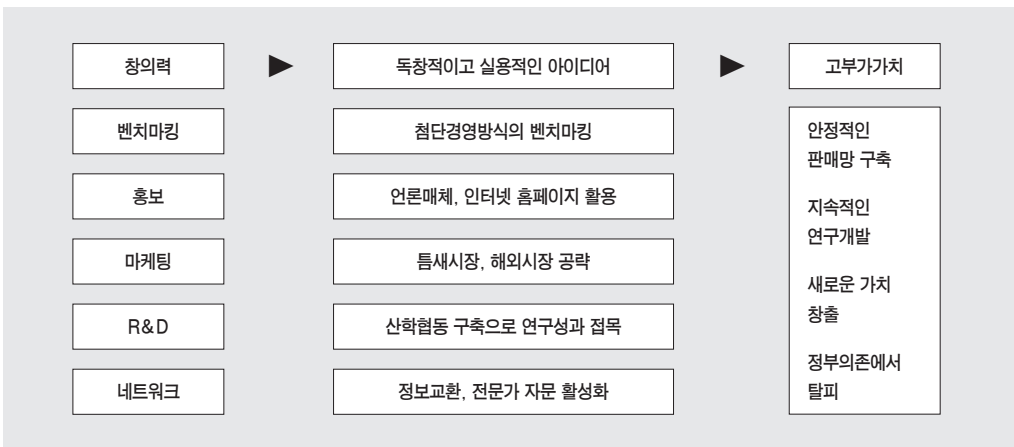 창의력 ▶ 독창적이고 실용적인 아이디어 ▶ 고부가가치
벤치마킹 첨단경영방식의 벤치마킹
홍보 언론매체, 인터넷 홈페이지 활용
마케팅 틈새시장, 해외시장 공략
R&D 산학협동 구축으로 연구성과 접목
네트워크 정보교환, 전문가 자문 활성화
안정적인
판매망 구축
지속적인
연구개발
새로운 가치
창출
정부의존에서
탈피